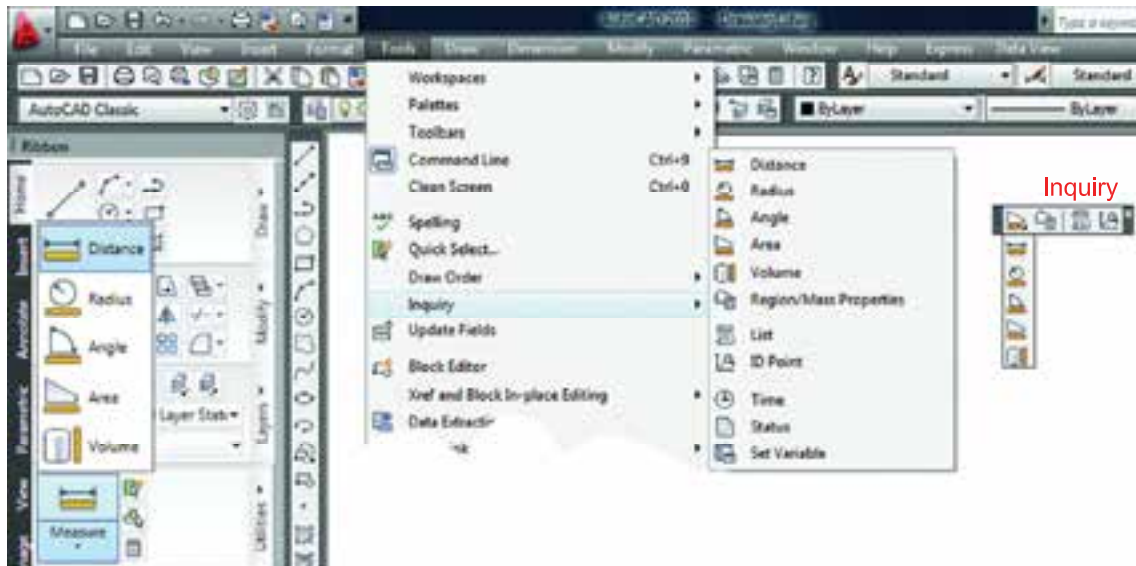 Type a keyword
File Edit View Insert Format Tools Draw Dimension Modify Parametric Window Help Express Data View
Standard Standard
AutoCAD Classic ByLayer ByLayer
Ribbon
Home
Insert
Annotate
Parametric
View
Draw
Modify
Layers
Utilities
Layer State
Distance
Radius
Angle
Area
Volume
Measure
Workspaces
Palettes
Toolbars
Command Line Ctrl+9
Clean Screen Ctrl+0
Spelling
Quick Select...
Draw Order
Inquiry
Update Fields
Block Editor
Xref and Block In-place Editing
Distance
Radius
Angle
Area
Volume
Region/Mass Properties
List
ID Point
Time
Status
Set Variable
Inquiry